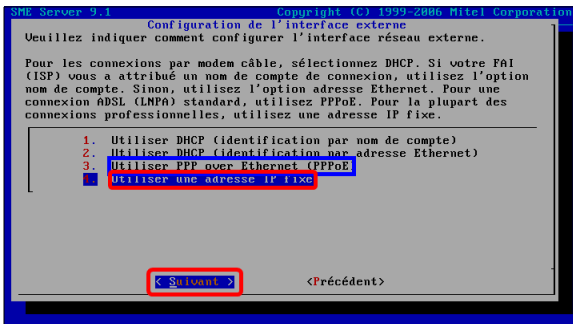 SME Server 9.1 Copyright (C) 1999-2006 Mitel Corporation
Configuration de l'interface externe
Veuillez indiquer comment configurer l'interface réseau externe.
Pour les connexions par modem câble, sélectionnez DHCP. Si votre FAI
(ISP) vous a attribué un nom de compte de connexion, utilisez l'option
nom de compte. Sinon, utilisez l'option adresse Ethernet. Pour une
connexion ADSL (LNPA) standard, utilisez PPPoE. Pour la plupart des
connexions professionnelles, utilisez une adresse IP fixe.
1. Utiliser DHCP (identification par nom de compte)
2. Utiliser DHCP (identification par adresse Ethernet)
3. Utiliser PPP over Ethernet (PPPoE)
4. Utiliser une adresse IP fixe
< Suivant > <Précédent>